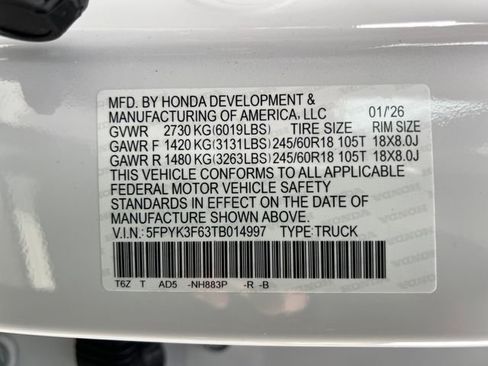 MFD. BY HONDA DEVELOPMENT &
MANUFACTURING OF AMERICA, LLC 01/'26
GVWR 2730 KG(6019LBS) TIRE SIZE RIM SIZE
GAWR F 1420 KG(3131LBS)245/60R18 105T 18X8.0J
GAWR R 1480 KG(3263LBS)245/60R18 105T 18X8.0J
THIS VEHICLE CONFORMS TO ALL APPLICABLE
FEDERAL MOTOR VEHICLE SAFETY
STANDARDS IN EFFECT ON THE DATE OF
MANUFACTURE SHOWN ABOVE.
V.I.N.: 5FPYK3F63TB014997 TYPE:TRUCK
T6Z T AD5 -NH883P -R -B